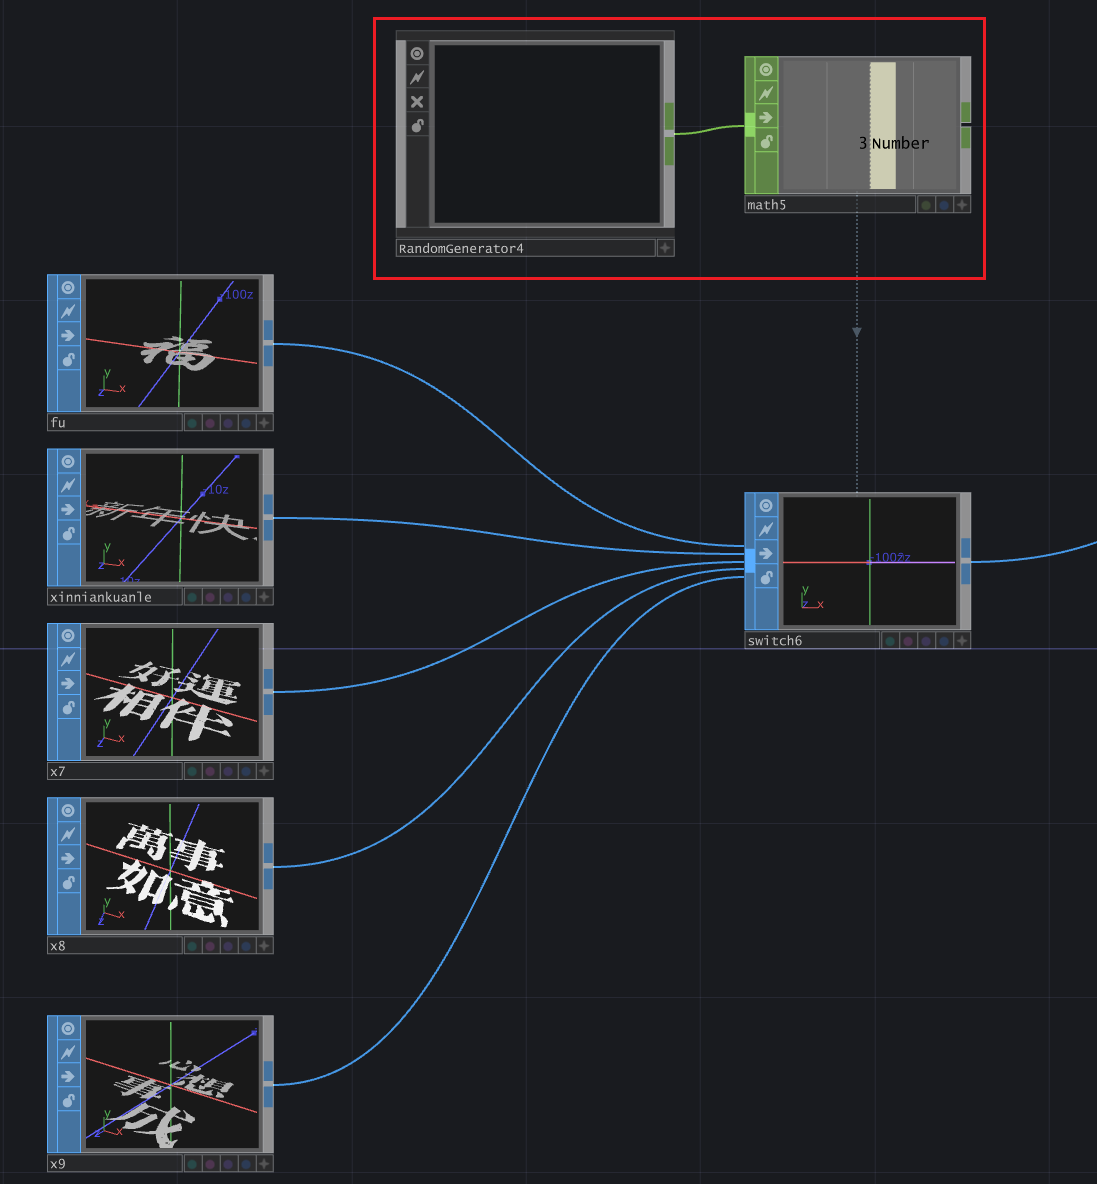 3 Number
math5
RandomGenerator4
100z
福
y
z x
fu
10z
新年快
y
z x
10z
xinniankuanle
100z
y
z x
switch6
好運
相伴
y
z x
x7
萬事
如意
y
z x
x8
心想
事成
y
z x
x9